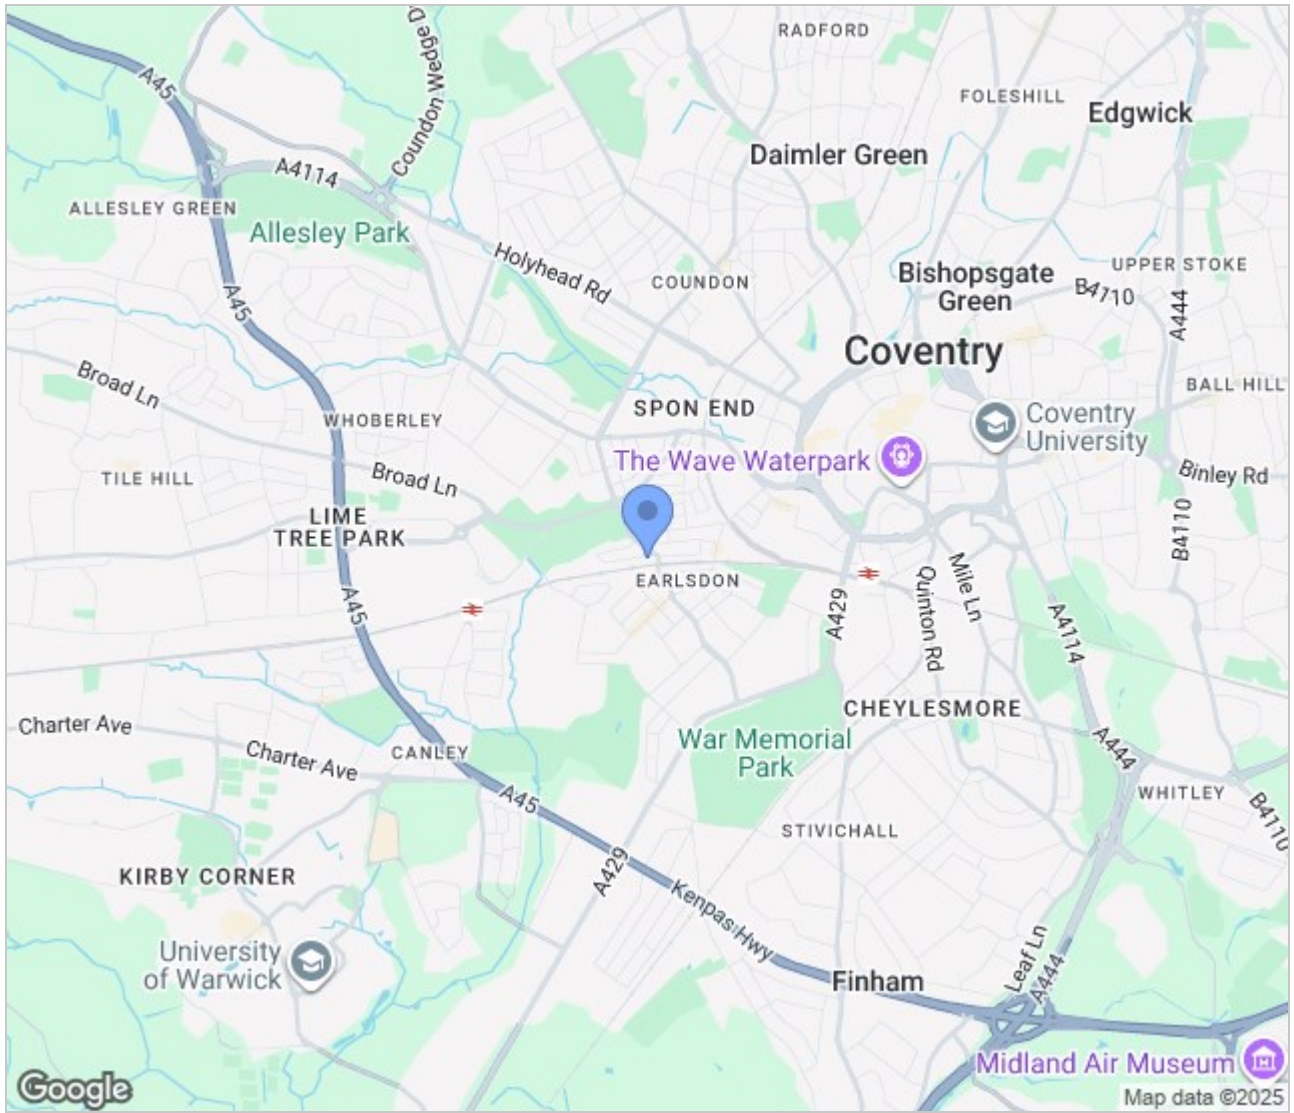 RADFORD
Coundon Wedge D
A45
FOLESHILL
Edgwick
Daimler Green
A4114
ALLESLEY GREEN
Allesley Park
Holyhead Rd
COUNDON
Bishopsgate
Green
UPPER STOKE
B4110
A444
A45
Coventry
Broad Ln
BALL HILL
SPON END
WHOBERLEY
Coventry
University
The Wave Waterpark
TILE HILL
Broad Ln
Binley Rd
LIME
TREE PARK
B4110
EARLSDON
Mile Ln
Quinton Rd
A429
A45
A4114
CHEYLESMORE
Charter Ave
War Memorial
Park
A444
CANLEY
Charter Ave
WHITLEY
A45
B4110
STIVICHALL
A429
KIRBY CORNER
Kenpas Hwy
University
of Warwick
Leaf Ln
A444
Finham
Midland Air Museum
Google
Map data ©2025